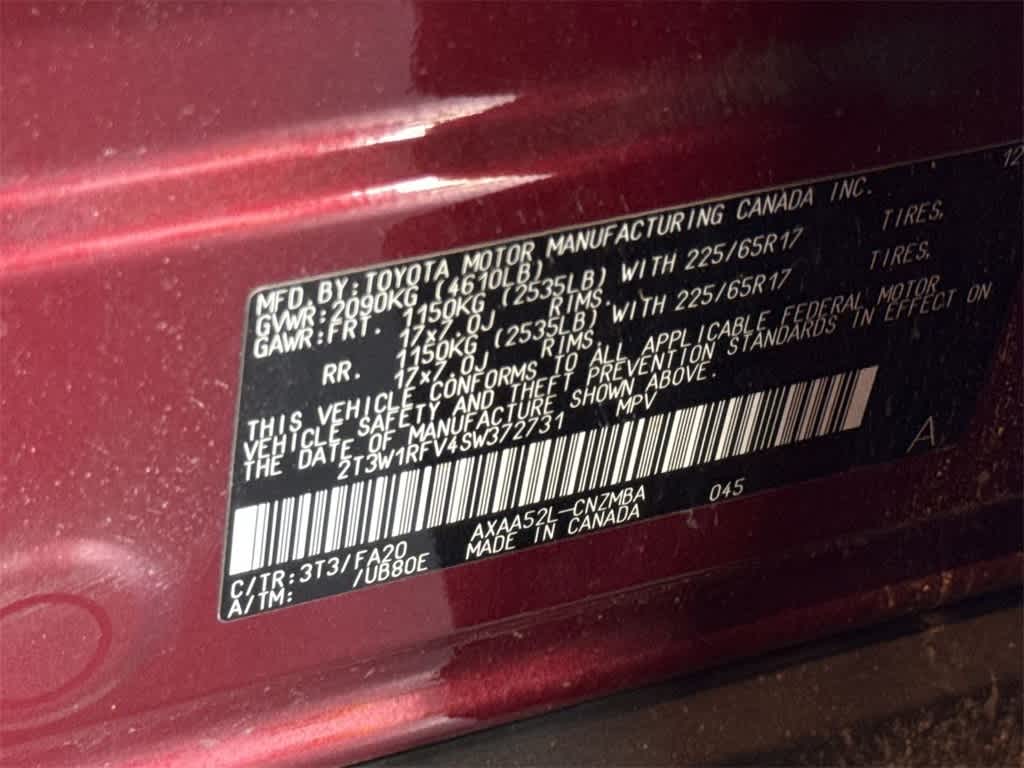 12
MFD. BY: TOYOTA MOTOR MANUFACTURING CANADA INC.
GVWR: 2090KG (4610LB)
GAWR: FRT. 1150KG (2535LB) WITH 225/65R17 TIRES,
17x7.0J RIMS.
RR. 1150KG (2535LB) WITH 225/65R17 TIRES,
17x7.0J RIMS.
THIS VEHICLE CONFORMS TO ALL APPLICABLE FEDERAL MOTOR
VEHICLE SAFETY AND THEFT PREVENTION STANDARDS IN EFFECT ON
THE DATE OF MANUFACTURE SHOWN ABOVE.
2T3W1RFV4SW372731 MPV
A
C/TR: 3T3/FA20 AXAA52L-CNZMBA 045
A/TM: /UB80E MADE IN CANADA